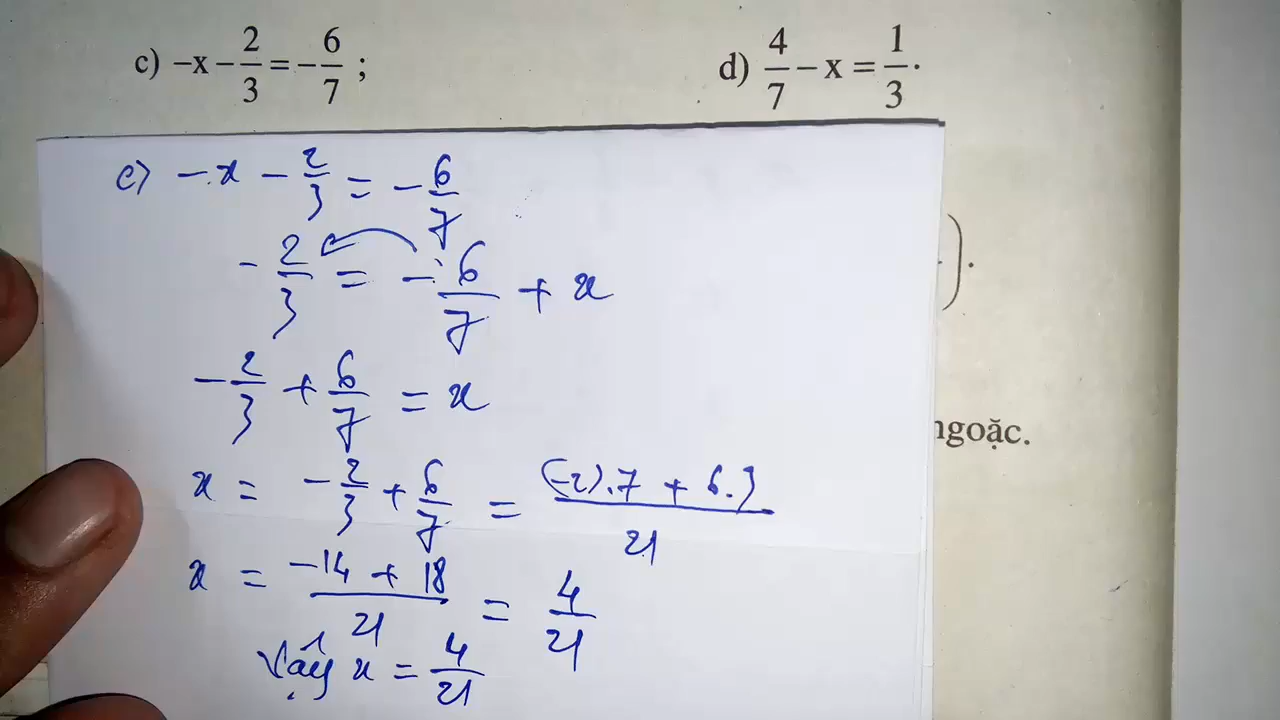 c) −x − 2/3 = − 6/7 ;
d) 4/7 − x = 1/3 .
).
ngoặc.
c) − x − 2/3 = − 6/7
− 2/3 = − 6/7 + x
− 2/3 + 6/7 = x
x = − 2/3 + 6/7 = (−2).7 + 6.3 / 21
x = −14 + 18 / 21 = 4/21
Vậy x = 4/21